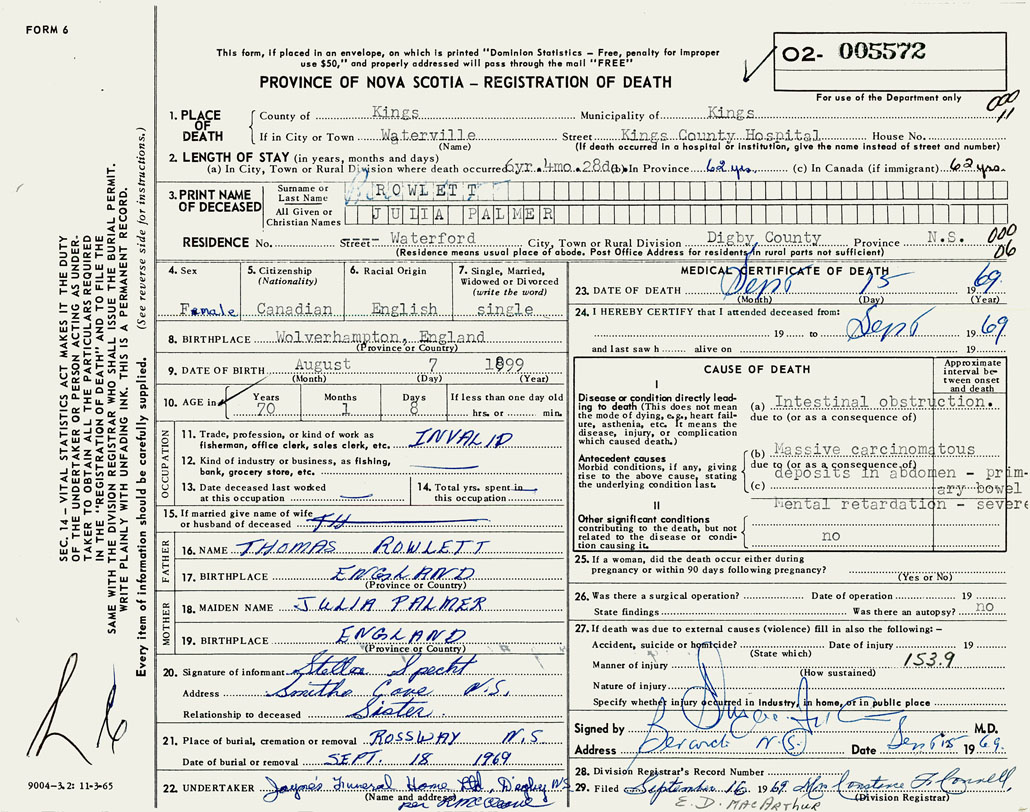 FORM 6
This form, if placed in an envelope, on which is printed "Dominion Statistics – Free, penalty for improper
use $50," and properly addressed will pass through the mail "FREE"
PROVINCE OF NOVA SCOTIA – REGISTRATION OF DEATH
02- 005572
For use of the Department only
000
11
1. PLACE OF DEATH
County of Kings Municipality of Kings
If in City or Town Waterville Street Kings County Hospital House No.
(Name) (If death occurred in a hospital or institution, give the name instead of street and number)
2. LENGTH OF STAY (in years, months and days)
(a) In City, Town or Rural Division where death occurred 6yr.4mo.28da. (b) In Province 62 yrs. (c) In Canada (if immigrant) 62 yrs.
3. PRINT NAME OF DECEASED
Surname or Last Name ROWLETT
All Given or Christian Names JULIA PALMER
RESIDENCE No. Street Waterford City, Town or Rural Division Digby County Province N.S.
000
06
(Residence means usual place of abode. Post Office Address for residents in rural parts not sufficient)
4. Sex Female
5. Citizenship (Nationality) Canadian
6. Racial Origin English
7. Single, Married, Widowed or Divorced (write the word) single
8. BIRTHPLACE Wolverhampton, England
(Province or Country)
9. DATE OF BIRTH August 7 1899
(Month) (Day) (Year)
10. AGE in Years 70 Months 1 Days 8 If less than one day old
hrs. or min.
OCCUPATION
11. Trade, profession, or kind of work as fisherman, office clerk, sales clerk, etc. INVALID
12. Kind of industry or business, as fishing, bank, grocery store, etc.
13. Date deceased last worked at this occupation
14. Total yrs. spent in this occupation
15. If married give name of wife or husband of deceased TH
FATHER
16. NAME THOMAS ROWLETT
17. BIRTHPLACE ENGLAND
(Province or Country)
MOTHER
18. MAIDEN NAME JULIA PALMER
19. BIRTHPLACE ENGLAND
(Province or Country)
20. Signature of informant Stella Specht
Address Smiths Cove N.S.
Relationship to deceased Sister
21. Place of burial, cremation or removal ROSSWAY N.S
Date of burial or removal SEPT. 18 1969
22. UNDERTAKER Jayne's Funeral Home Ltd, Digby N.S
(Name and address)
per
MEDICAL CERTIFICATE OF DEATH
23. DATE OF DEATH Sept 15 1969.
(Month) (Day) (Year)
24. I HEREBY CERTIFY that I attended deceased from:
19 to Sept 1969
and last saw h alive on 19
CAUSE OF DEATH
Approximate interval between onset and death
I
Disease or condition directly leading to death (This does not mean the mode of dying, e.g., heart failure, asthenia, etc. It means the disease, injury, or complication which caused death.)
(a) Intestinal obstruction.
due to (or as a consequence of)
Antecedent causes
Morbid conditions, if any, giving rise to the above cause, stating the underlying condition last.
(b) Massive carcinomatous
due to (or as a consequence of)
deposits in abdomen - prim-
(c) ary bowel
II
Mental retardation - severe
Other significant conditions contributing to the death, but not related to the disease or condition causing it.
no
25. If a woman, did the death occur either during pregnancy or within 90 days following pregnancy?
(Yes or No)
26. Was there a surgical operation? Date of operation 19
State findings Was there an autopsy? no
27. If death was due to external causes (violence) fill in also the following:–
Accident, suicide or homicide? Date of injury 19
(State which)
Manner of injury 153.9
(How sustained)
Nature of injury
Specify whether injury occurred in Industry, in home, or in public place
Signed by M.D.
Address N.S. Date Sept 15 1969.
28. Division Registrar's Record Number
29. Filed September 16 1969 Mrs Constance
(Division Registrar)
E. D. MACARTHUR
SEC. 14 – VITAL STATISTICS ACT MAKES IT THE DUTY
OF THE UNDERTAKER OR PERSON ACTING AS UNDER-
TAKER TO OBTAIN ALL THE PARTICULARS REQUIRED
IN THE "REGISTRATION OF DEATH" AND TO FILE THE
SAME WITH THE DIVISION REGISTRAR WHO SHALL ISSUE THE BURIAL PERMIT.
WRITE PLAINLY WITH UNFADING INK. THIS IS A PERMANENT RECORD.
Every item of information should be carefully supplied. (See reverse side for instructions.)
9004-3.2: 11-3-65